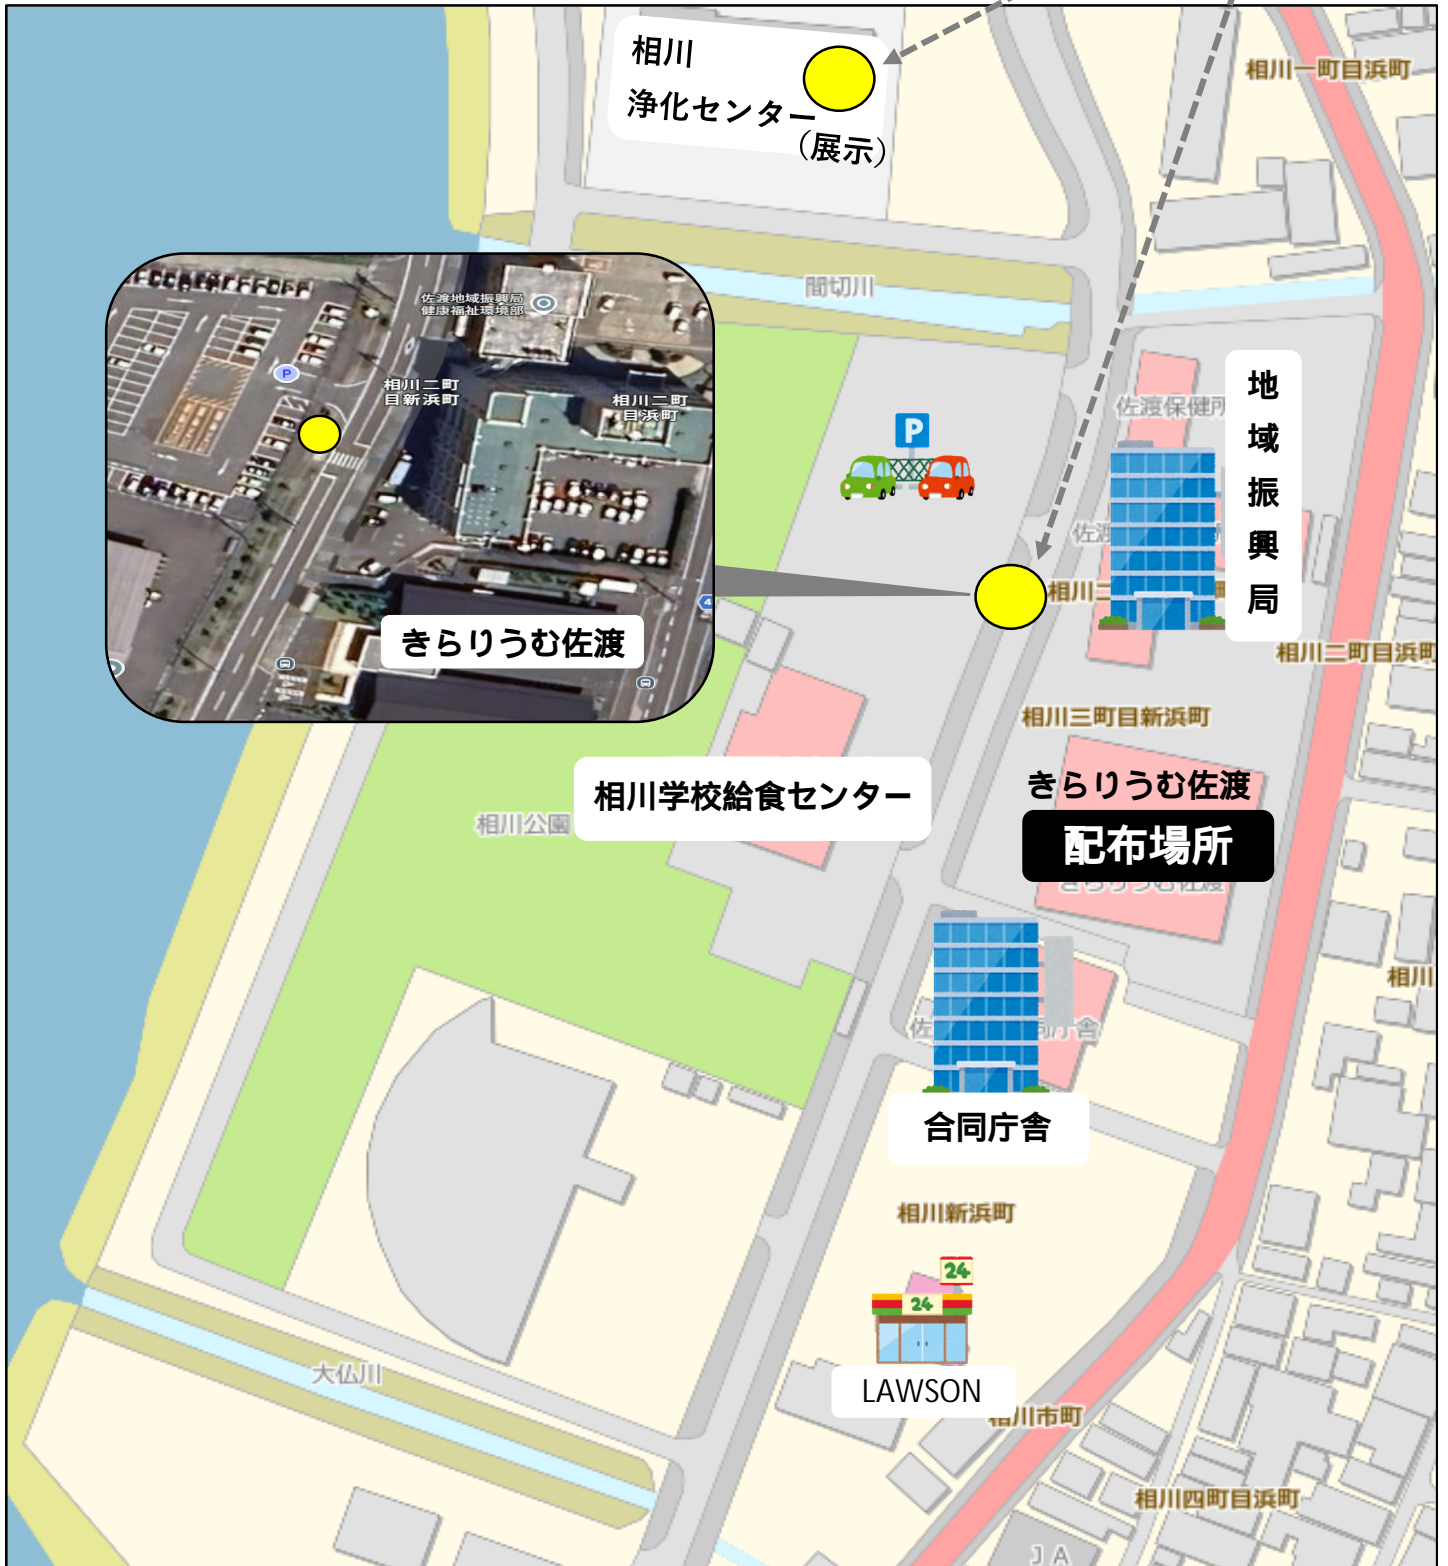 相川
浄化センター
（展示）
相川一町目浜町
間切川
佐渡地域振興局
健康福祉環境部
P
相川二町
目新浜町
相川二町
目浜町
きらりうむ佐渡
P
佐渡保健所
地域振興局
相川二町目浜町
相川三町目新浜町
相川学校給食センター
相川公園
きらりうむ佐渡
配布場所
きらりうむ佐渡
相川
合同庁舎
相川新浜町
24
24
LAWSON
大仏川
相川市町
相川四町目浜町
JA